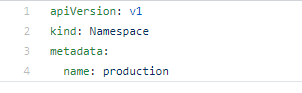 1 apiVersion: v1
2 kind: Namespace
3 metadata:
4   name: production